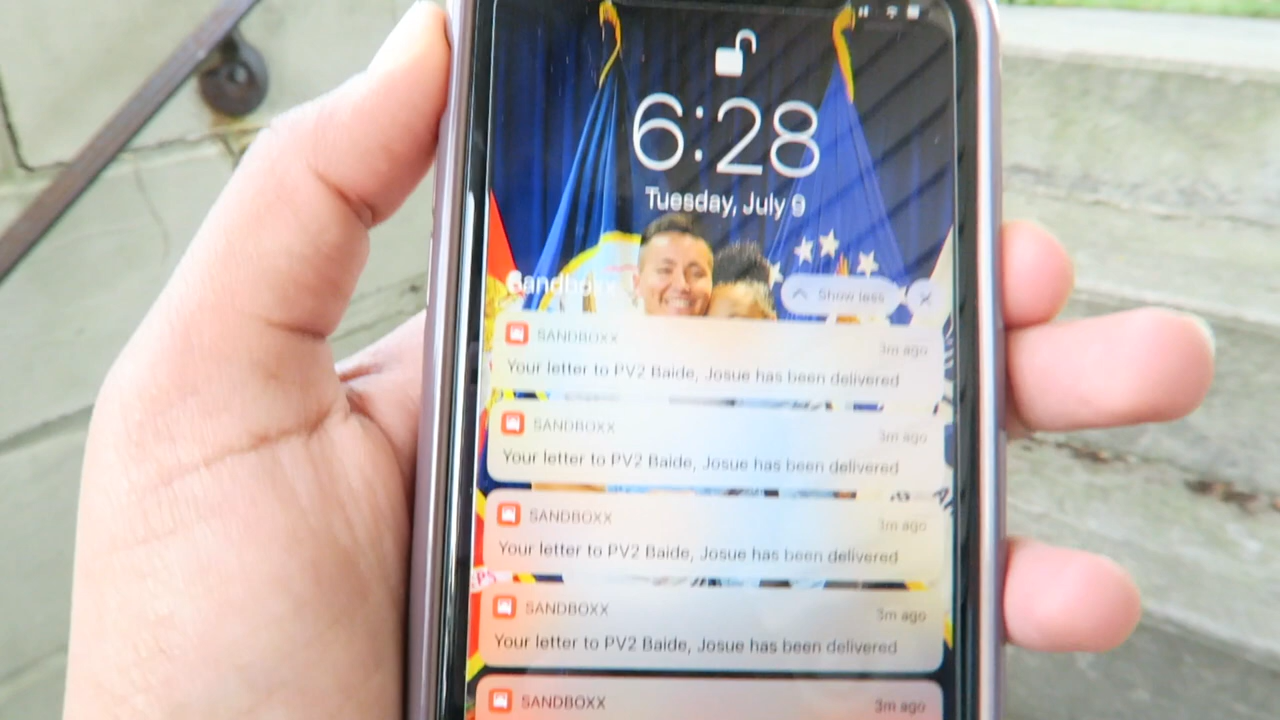 6:28
Tuesday, July 9
Sandboxx
Show less
SANDBOXX
3m ago
Your letter to PV2 Baide, Josue has been delivered
SANDBOXX
3m ago
Your letter to PV2 Baide, Josue has been delivered
SANDBOXX
3m ago
Your letter to PV2 Baide, Josue has been delivered
SANDBOXX
3m ago
Your letter to PV2 Baide, Josue has been delivered
SANDBOXX
3m ago